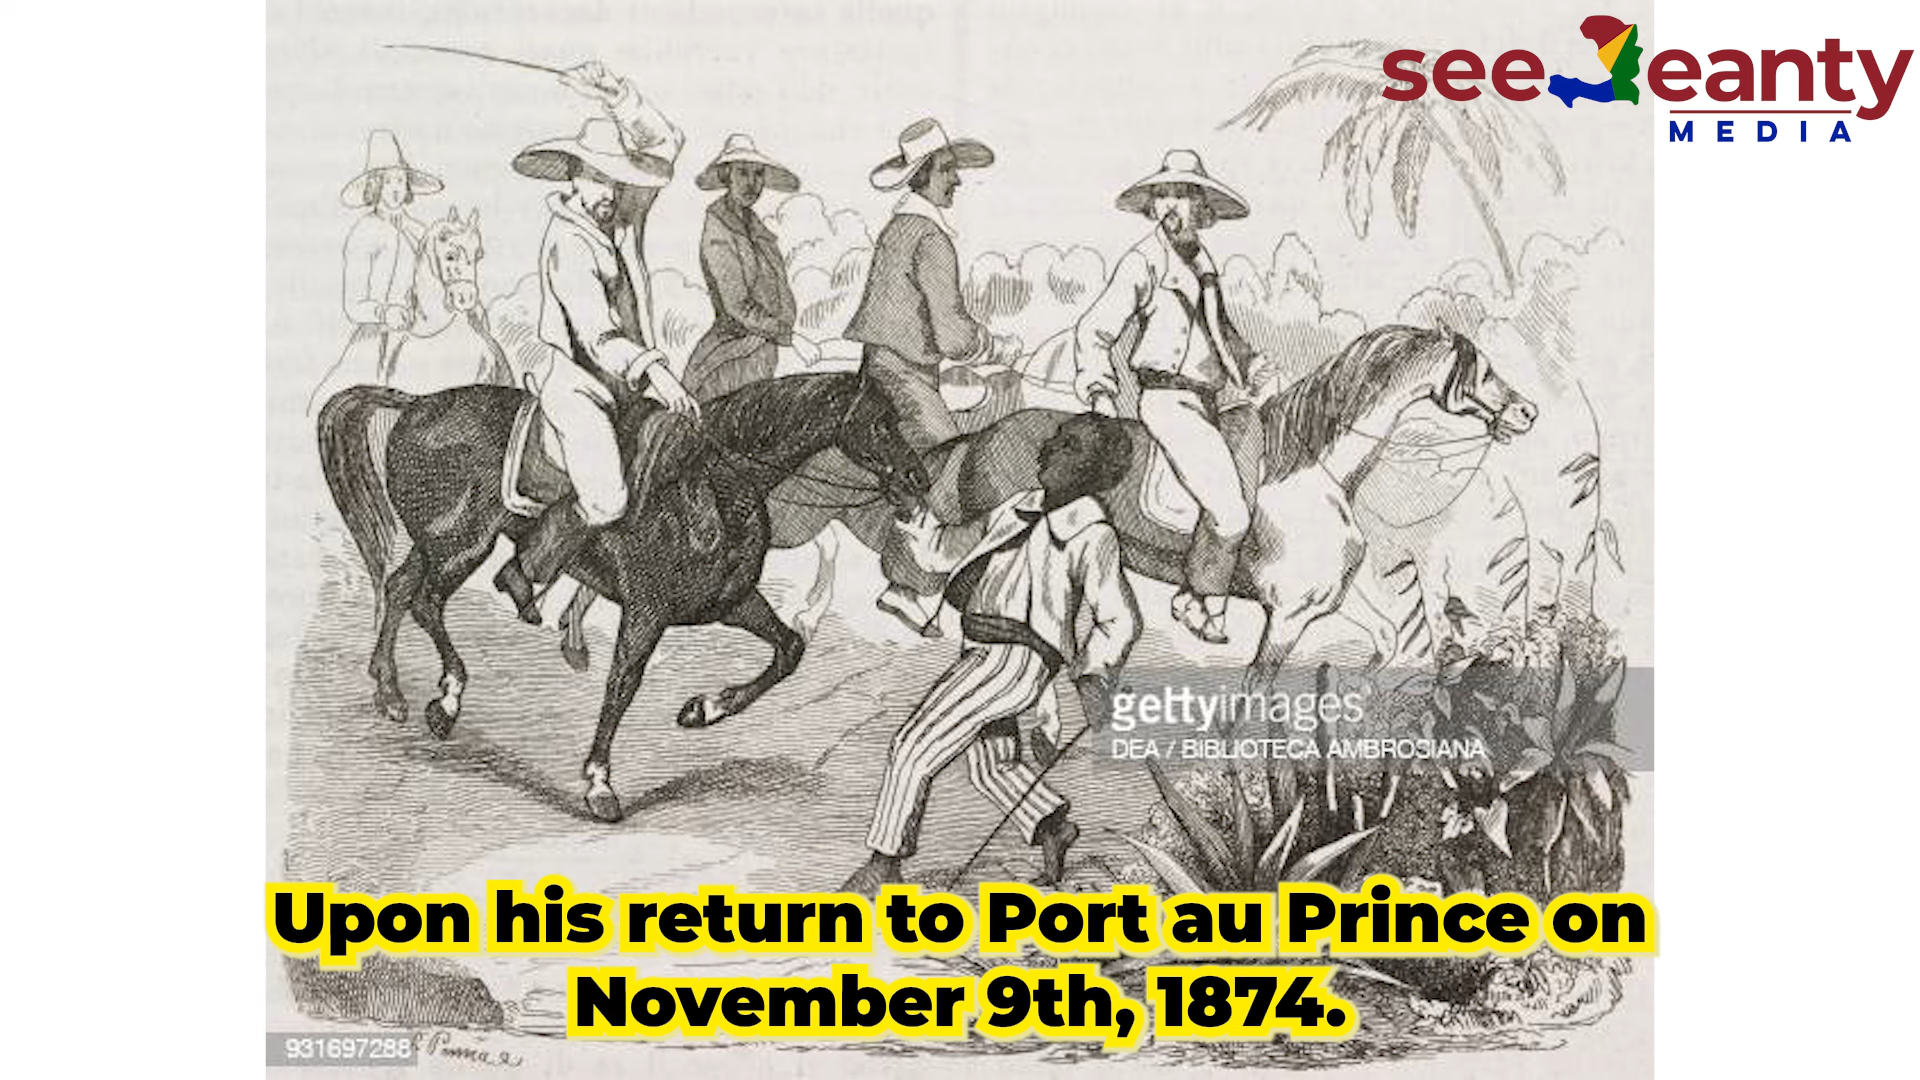 seeJeanty
MEDIA
gettyimages
DEA / BIBLIOTECA AMBROSIANA
Upon his return to Port au Prince on
November 9th, 1874.
931697288